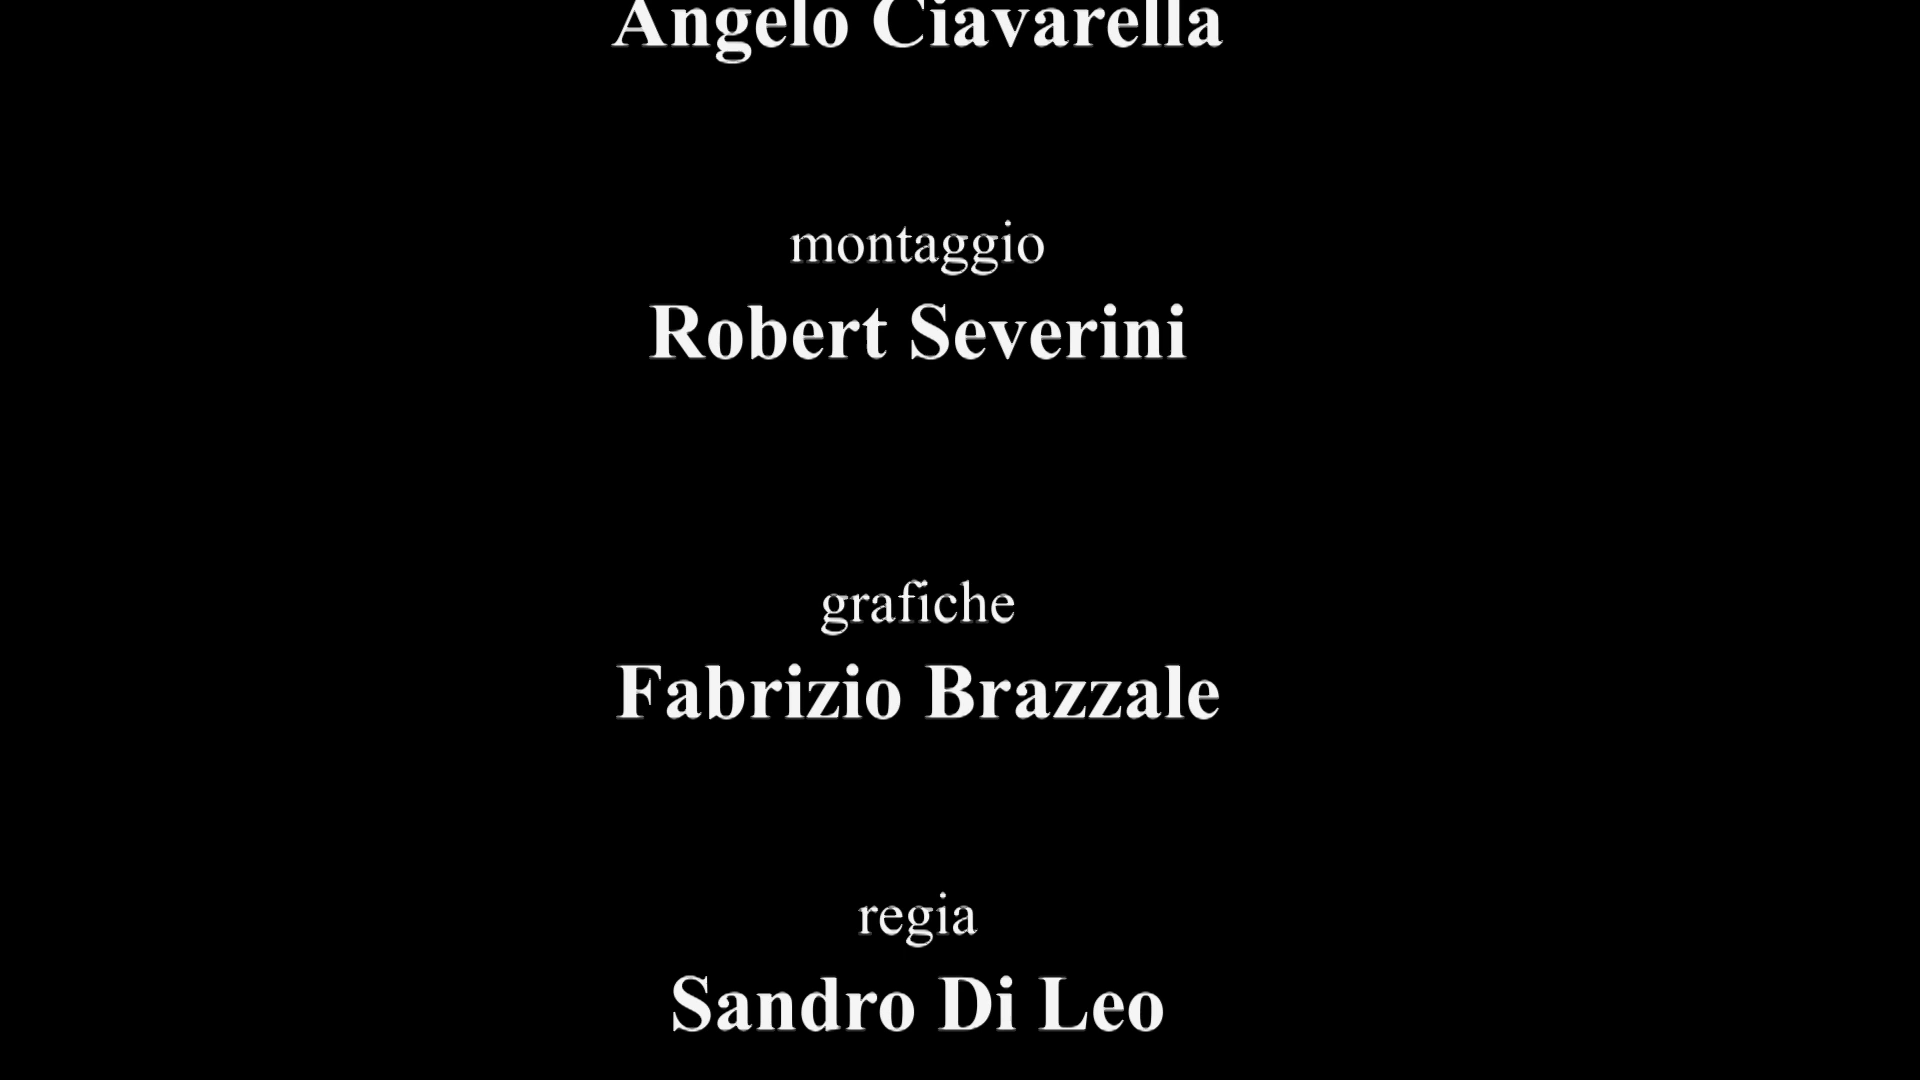 Angelo Ciavarella
montaggio
Robert Severini
grafiche
Fabrizio Brazzale
regia
Sandro Di Leo